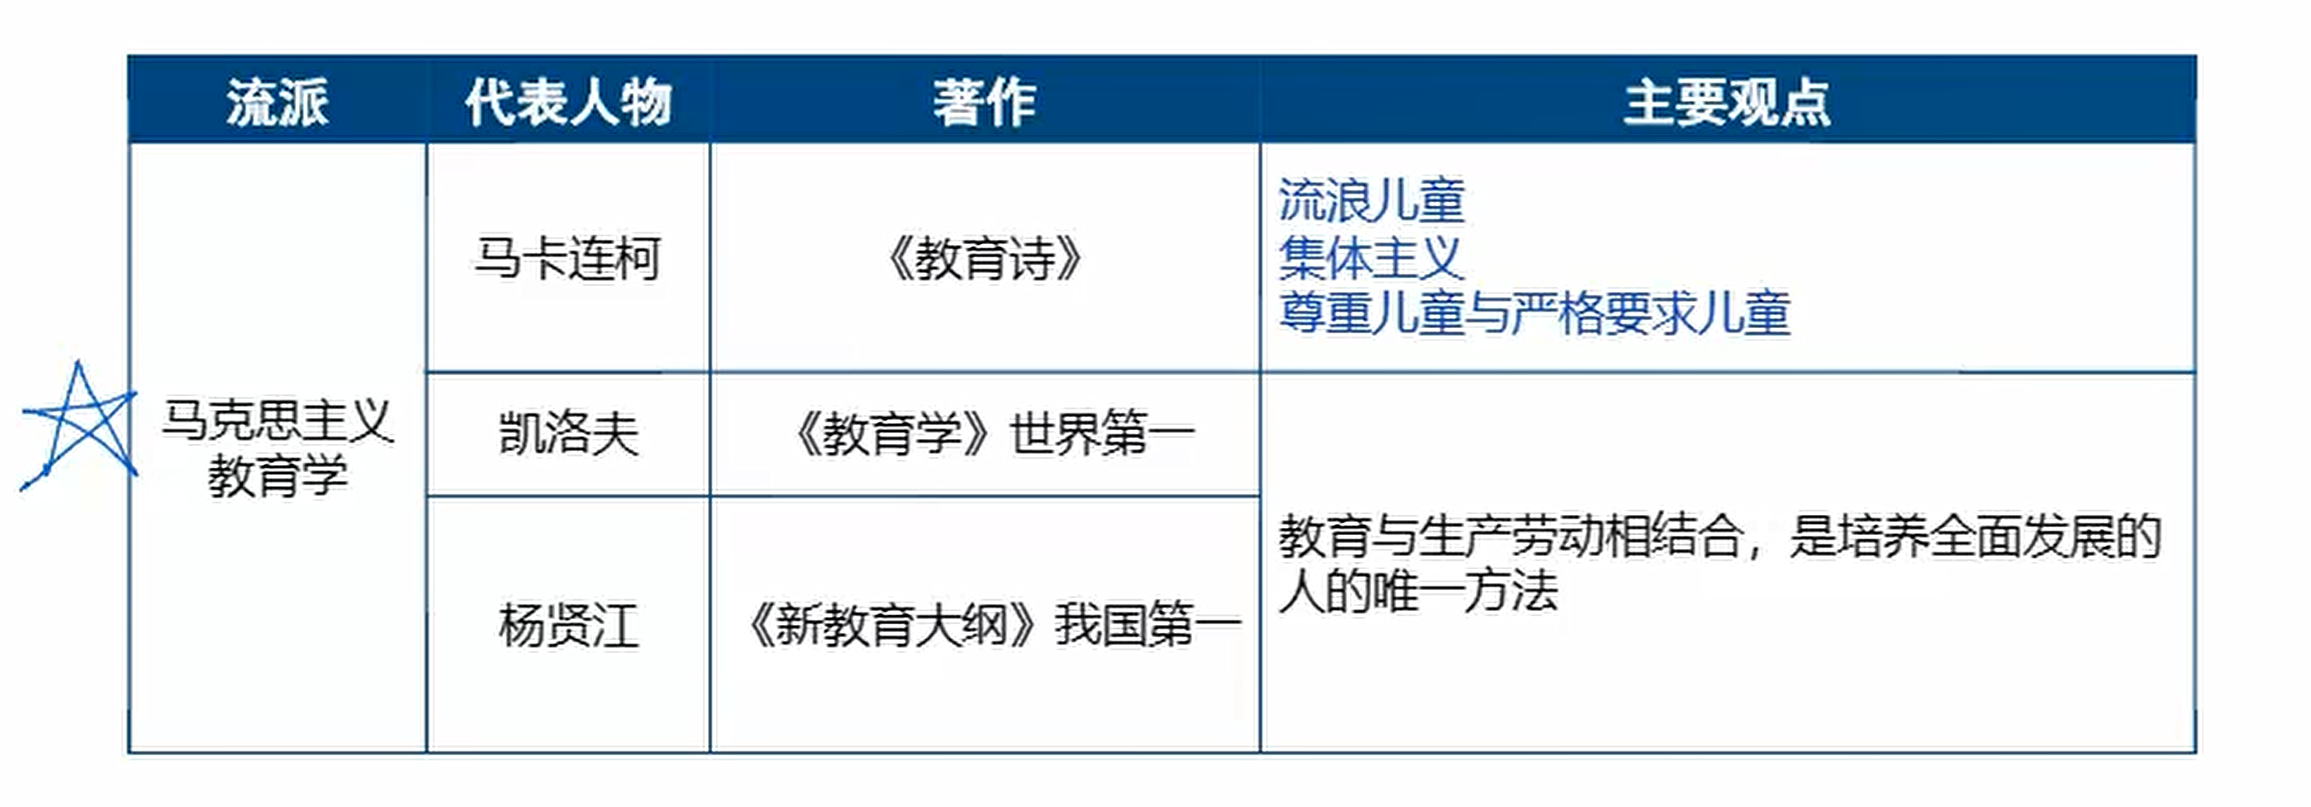 流派 代表人物 著作 主要观点
马克思主义
教育学
马卡连柯
《教育诗》
流浪儿童
集体主义
尊重儿童与严格要求儿童
凯洛夫
《教育学》世界第一
杨贤江
《新教育大纲》我国第一
教育与生产劳动相结合，是培养全面发展的
人的唯一方法